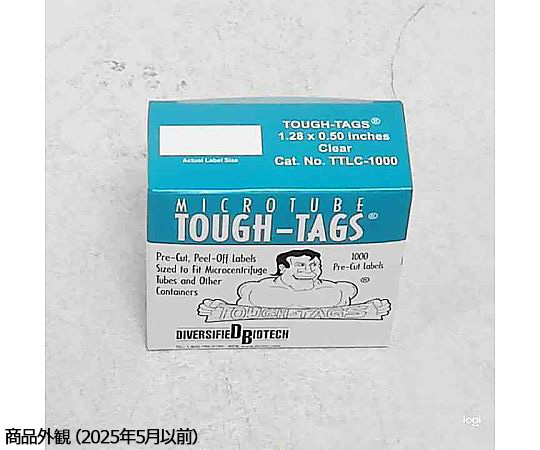 TOUGH-TAGS®
1.28 x 0.50 Inches
Clear
Cat. No. TTLC-1000
Actual Label Size
MICROTUBE
TOUGH-TAGS®
Pre-Cut, Peel-Off Labels
Sized to Fit Microcentrifuge
Tubes and Other
Containers
1000
Pre-Cut Labels
®
TOUGH-TAGS
DIVERSIFIED BIOTECH
logi
商品外観（2025年5月以前）